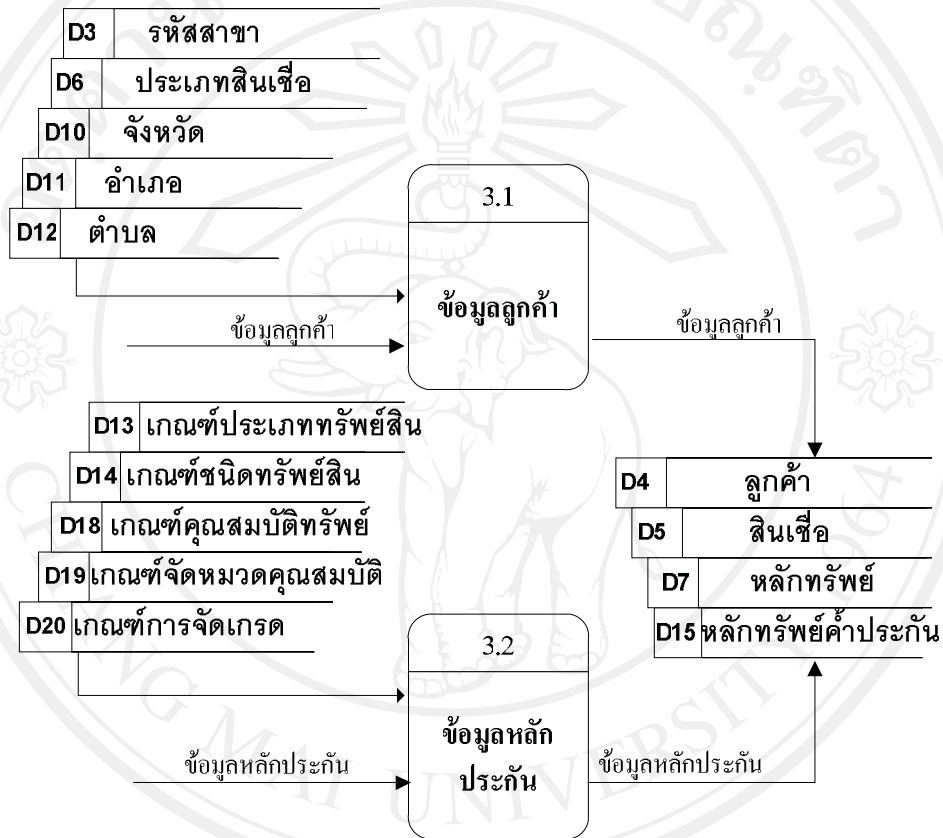 D3 รหัสสาขา
D6 ประเภทสินเชื่อ
D10 จังหวัด
D11 อำเภอ
D12 ตำบล
3.1
ข้อมูลลูกค้า
ข้อมูลลูกค้า
ข้อมูลลูกค้า
D13 เกณฑ์ประเภททรัพย์สิน
D14 เกณฑ์ชนิดทรัพย์สิน
D18 เกณฑ์คุณสมบัติทรัพย์
D19 เกณฑ์จัดหมวดคุณสมบัติ
D20 เกณฑ์การจัดเกรด
D4 ลูกค้า
D5 สินเชื่อ
D7 หลักทรัพย์
D15 หลักทรัพย์ค้ำประกัน
3.2
ข้อมูลหลัก
ประกัน
ข้อมูลหลักประกัน
ข้อมูลหลักประกัน
CHIANG MAI UNIVERSITY 1964